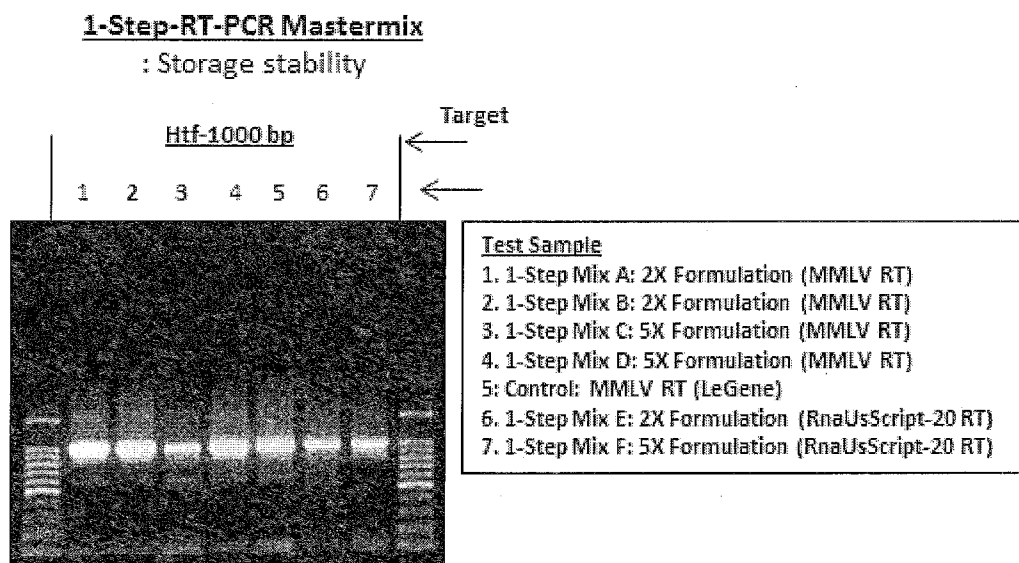 1-Step-RT-PCR Mastermix
: Storage stability
Target
Htf-1000 bp
1 2 3 4 5 6 7
Test Sample
1. 1-Step Mix A: 2X Formulation (MMLV RT)
2. 1-Step Mix B: 2X Formulation (MMLV RT)
3. 1-Step Mix C: 5X Formulation (MMLV RT)
4. 1-Step Mix D: 5X Formulation (MMLV RT)
5: Control: MMLV RT (LeGene)
6. 1-Step Mix E: 2X Formulation (RnaUsScript-20 RT)
7. 1-Step Mix F: 5X Formulation (RnaUsScript-20 RT)